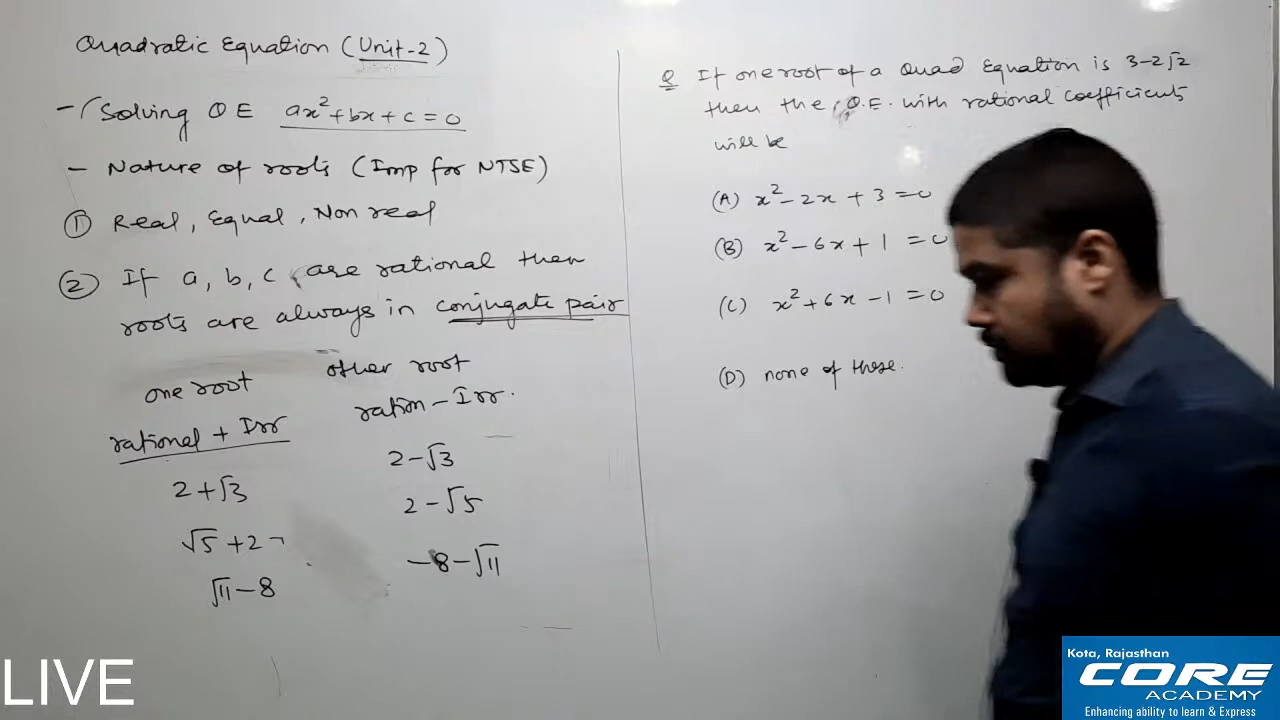 Quadratic Equation (Unit-2)
- Solving QE ax²+bx+c=0
- Nature of roots (Imp for NTSE)
① Real, Equal, Non real
② If a, b, c are rational then
roots are always in conjugate pair
one root other root
rational + Irr ration - Irr.
2+√3 2-√3
√5+2 2-√5
√11-8 -8-√11
Q If one root of a Quad Equation is 3-2√2
then the Q.E. with rational coefficients
will be
(A) x²-2x+3=0
(B) x²-6x+1=0
(C) x²+6x-1=0
(D) none of these.
LIVE
Kota, Rajasthan
CORE
ACADEMY
Enhancing ability to learn & Express